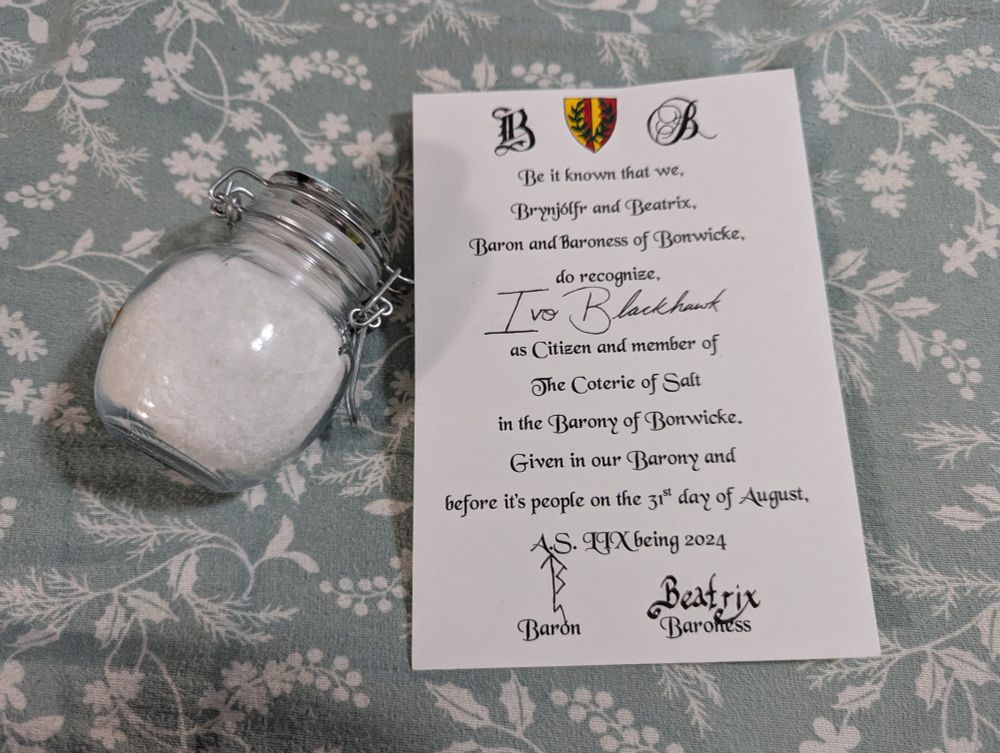 B B
Be it known that we,
Brynjólfr and Beatrix,
Baron and Baroness of Bonwicke,
do recognize,
Ivo Blackhawk
as Citizen and member of
The Coterie of Salt
in the Barony of Bonwicke.
Given in our Barony and
before it's people on the 31st day of August,
A.S. LIX being 2024
Beatrix
Baron Baroness